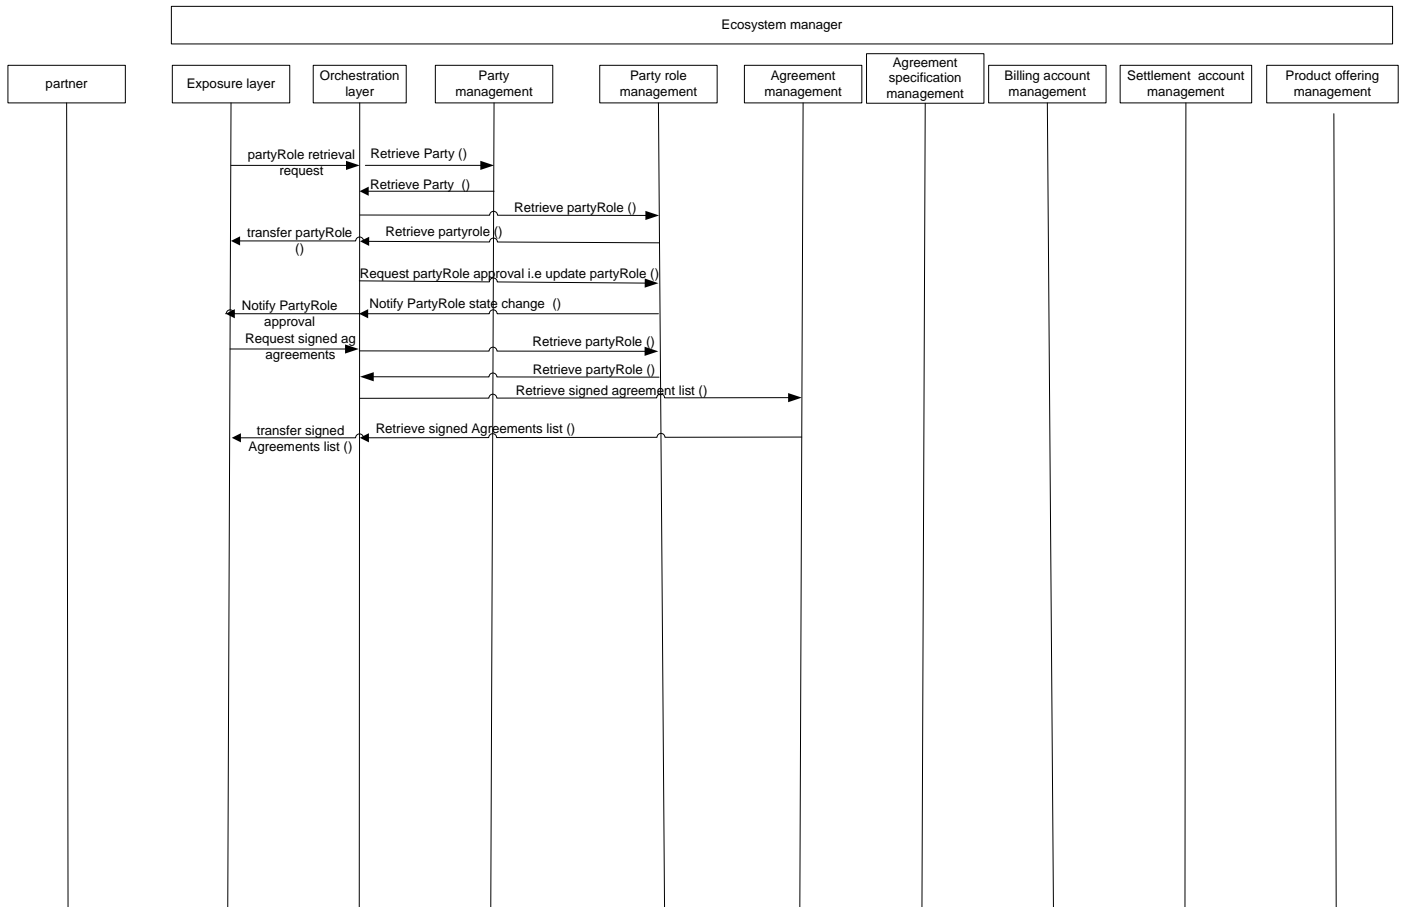 Ecosystem manager
partner
Exposure layer
Orchestration
layer
Party
management
Party role
management
Agreement
management
Agreement
specification
management
Billing account
management
Settlement  account
management
Product offering
management
partyRole retrieval
request
Retrieve Party ()
Retrieve Party  ()
Retrieve partyRole ()
transfer partyRole
()
Retrieve partyrole ()
Request partyRole approval i.e update partyRole ()
Notify PartyRole
approval
Notify PartyRole state change  ()
Request signed ag
agreements
Retrieve partyRole ()
Retrieve partyRole ()
Retrieve signed agreement list ()
transfer signed
Agreements list ()
Retrieve signed Agreements list ()